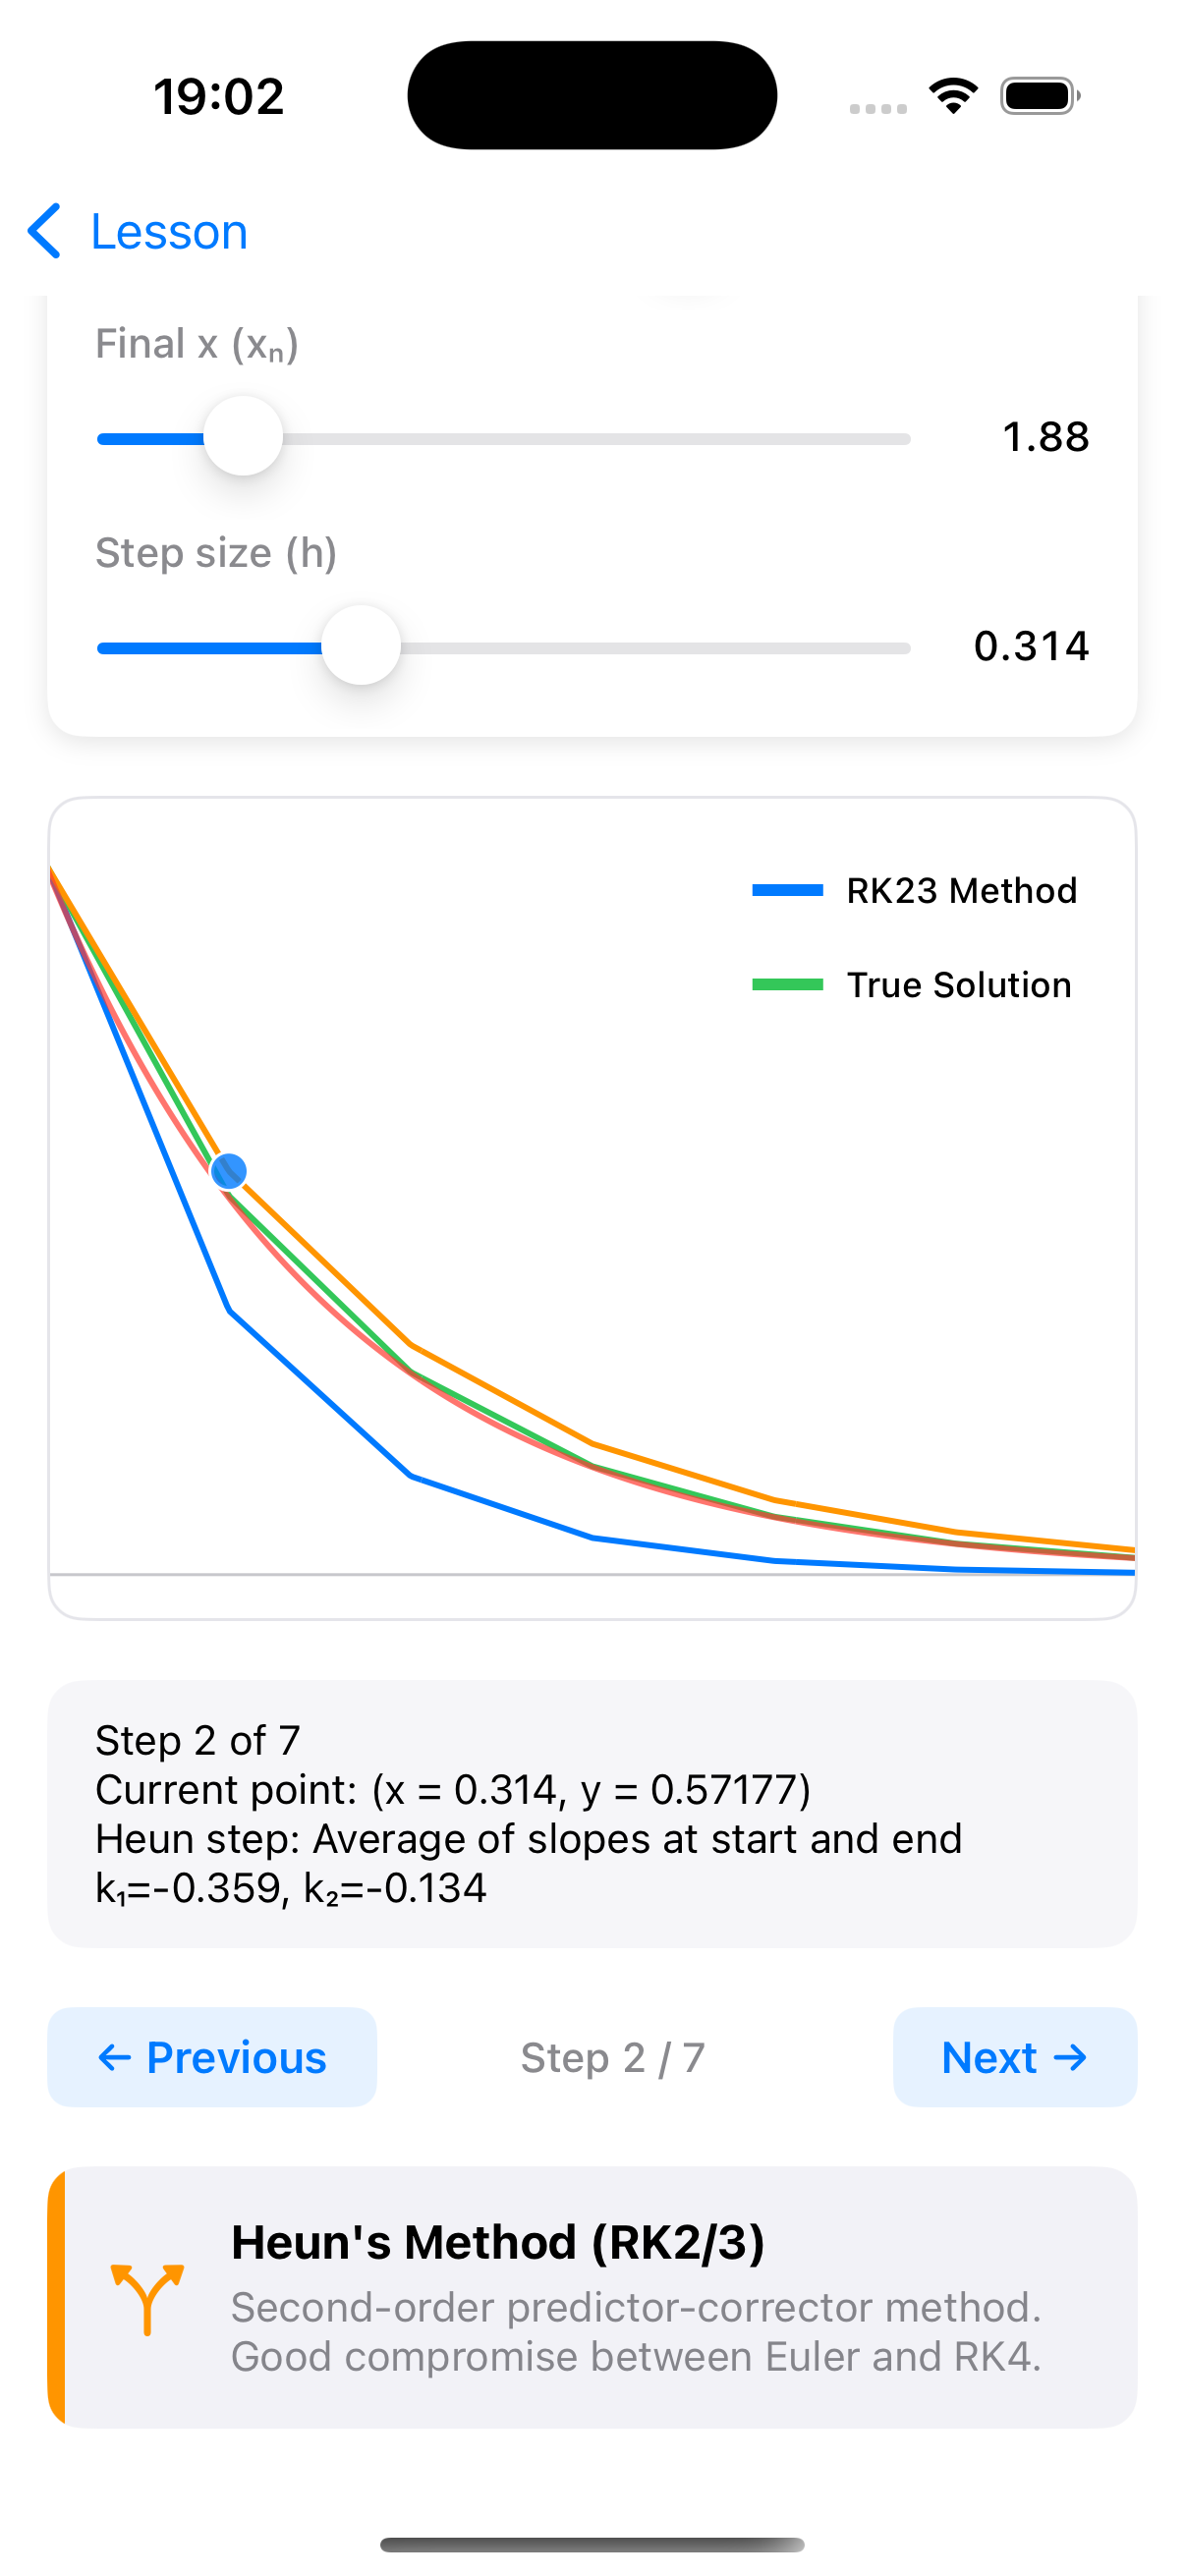 19:02
Lesson
Final x (xₙ)
1.88
Step size (h)
0.314
RK23 Method
True Solution
Step 2 of 7
Current point: (x = 0.314, y = 0.57177)
Heun step: Average of slopes at start and end
k₁=-0.359, k₂=-0.134
← Previous
Step 2 / 7
Next →
Heun's Method (RK2/3)
Second-order predictor-corrector method.
Good compromise between Euler and RK4.